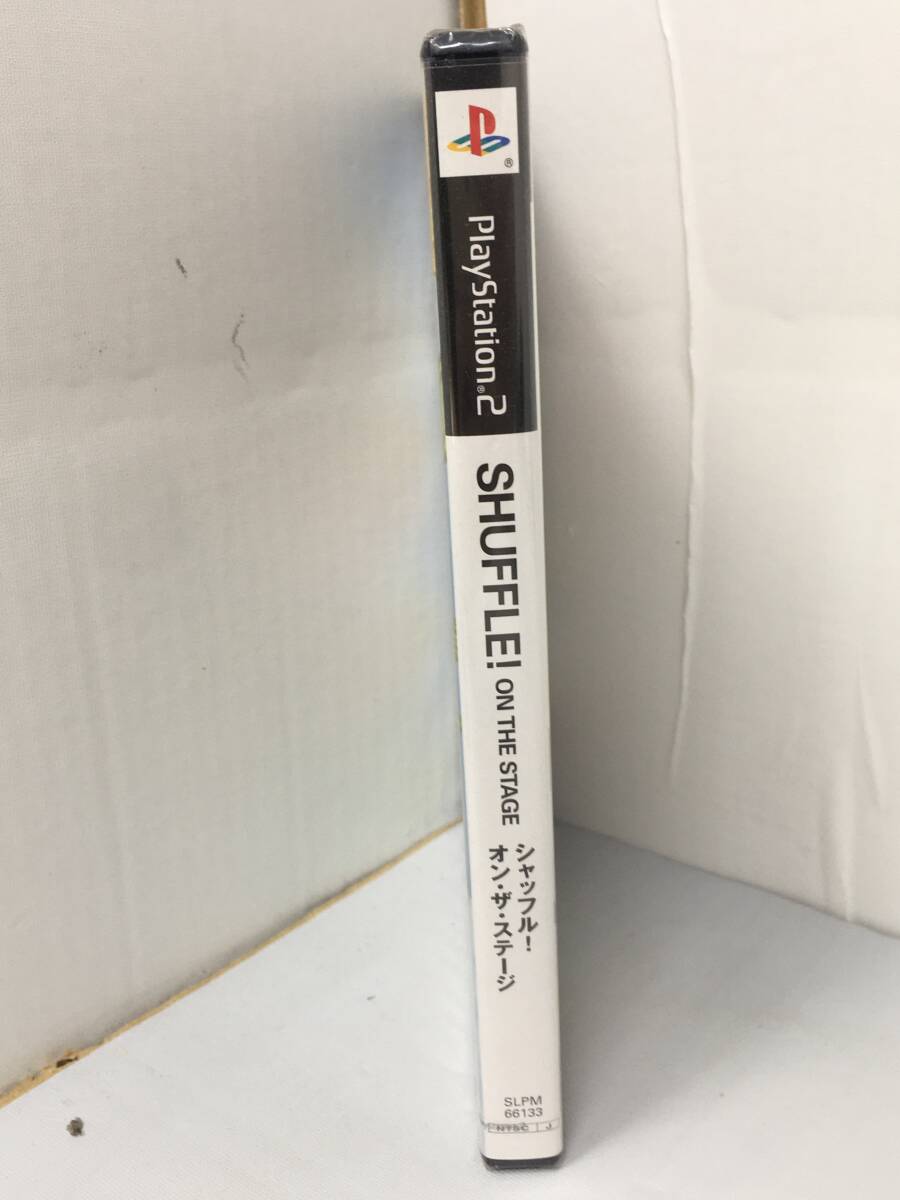 ®
PlayStation®2
SHUFFLE! ON THE STAGE
シャッフル!
オン・ザ・ステージ
SLPM
66133
NTSC J